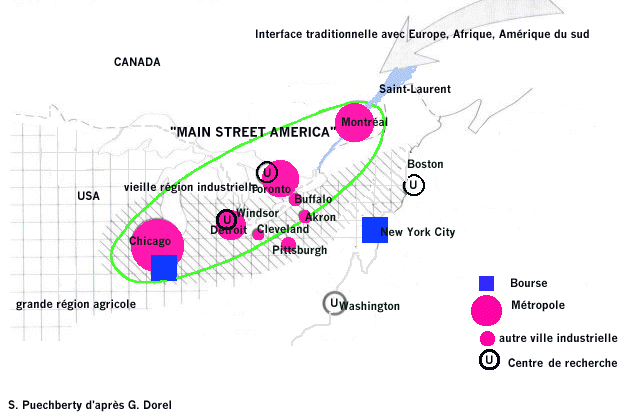 Interface traditionnelle avec Europe, Afrique, Amérique du sud
CANADA
Saint-Laurent
Montréal
"MAIN STREET AMERICA"
Boston
U
U
vieille région industrielle
Toronto
USA
Buffalo
Windsor
Akron
U
Détroit
Cleveland
New York City
Chicago
Pittsburgh
Bourse
grande région agricole
U
Washington
Métropole
autre ville industrielle
U
Centre de recherche
S. Puechberty d'après G. Dorel